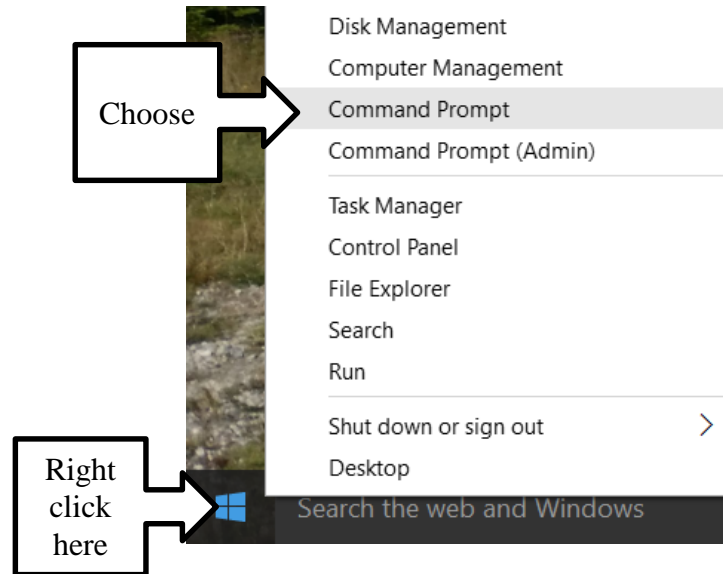 Disk Management
Computer Management
Choose
Command Prompt
Command Prompt (Admin)
Task Manager
Control Panel
File Explorer
Search
Run
Shut down or sign out
Desktop
Right
click
here
Search the web and Windows